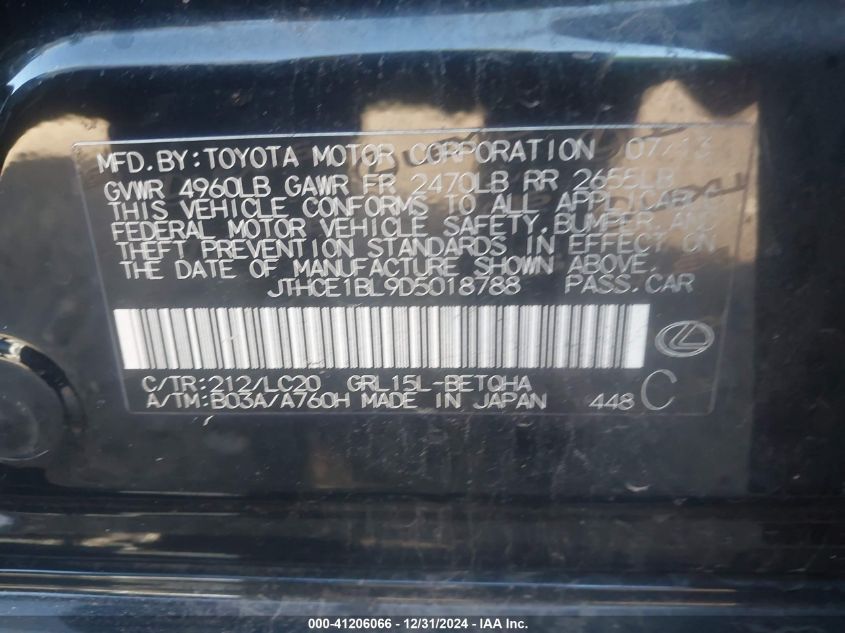 MFD.BY:TOYOTA MOTOR CORPORATION 07/13
GVWR 4960LB GAWR FR 2470LB RR 2655LB
THIS VEHICLE CONFORMS TO ALL APPLICABLE
FEDERAL MOTOR VEHICLE SAFETY, BUMPER, AND
THEFT PREVENTION STANDARDS IN EFFECT ON
THE DATE OF MANUFACTURE SHOWN ABOVE.
JTHCE1BL9D5018788 PASS.CAR
C/TR:212/LC20 GRL15L-BETQHA
A/TM:B03A/A760H MADE IN JAPAN 448 C
000-41206066 - 12/31/2024 - IAA Inc.